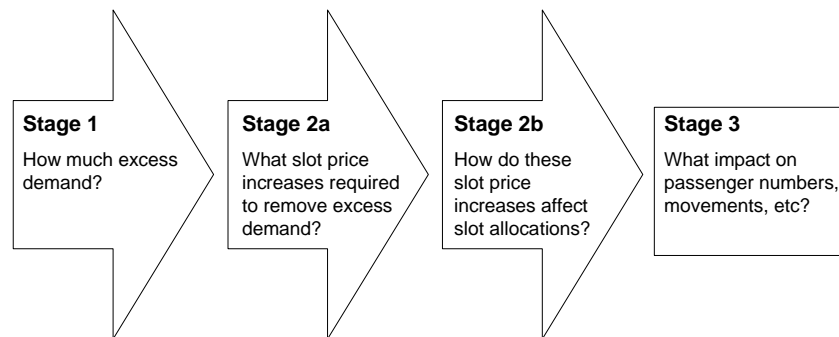 Stage 1
How much excess
demand?
Stage 2a
What slot price
increases required
to remove excess
demand?
Stage 2b
How do these
slot price
increases affect
slot allocations?
Stage 3
What impact on
passenger numbers,
movements, etc?